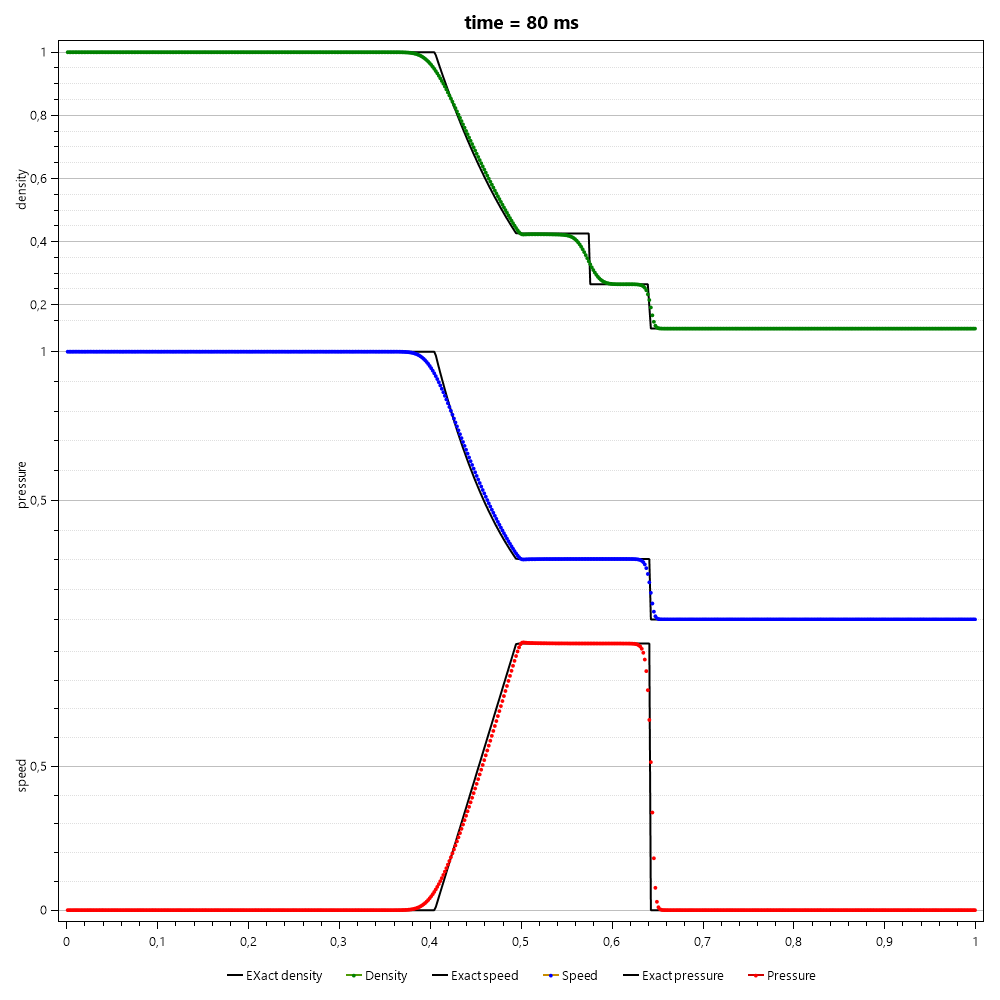 time = 80 ms
1
0,8
0,6
0,4
0,2
density
1
0,5
pressure
0,5
0
speed
0 0,1 0,2 0,3 0,4 0,5 0,6 0,7 0,8 0,9 1
EXact density Density Exact speed Speed Exact pressure Pressure